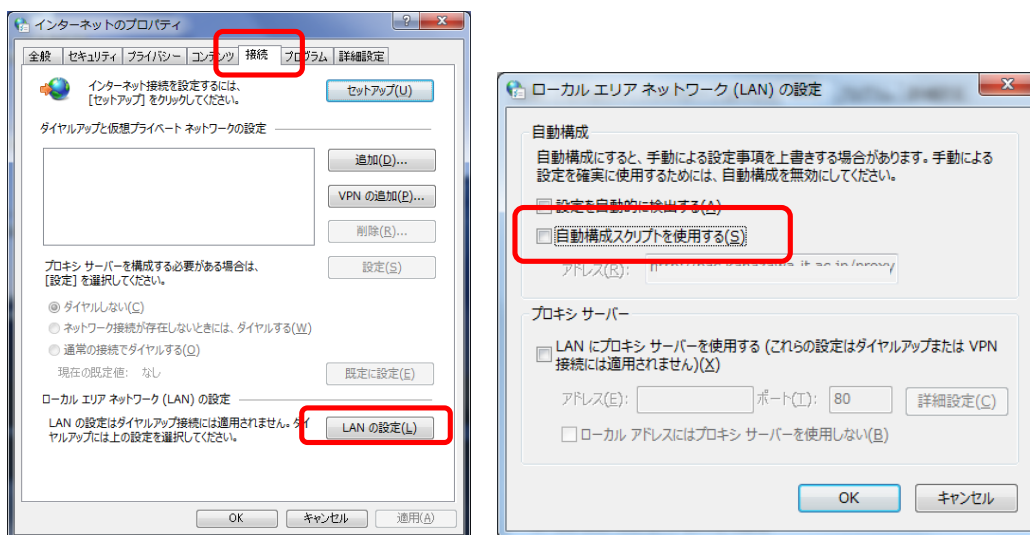 インターネットのプロパティ
全般 セキュリティ プライバシー コンテンツ 接続 プログラム 詳細設定
インターネット接続を設定するには、
[セットアップ] をクリックしてください。
セットアップ(U)
ダイヤルアップと仮想プライベート ネットワークの設定
追加(D)...
VPN の追加(P)...
削除(R)...
プロキシ サーバーを構成する必要がある場合は、
[設定] を選択してください。
設定(S)
ダイヤルしない(C)
ネットワーク接続が存在しないときには、ダイヤルする(W)
通常の接続でダイヤルする(O)
現在の既定値: なし
既定に設定(E)
ローカル エリア ネットワーク (LAN) の設定
LAN の設定はダイヤルアップ接続には適用されません。ダイ
ヤルアップには上の設定を選択してください。
LAN の設定(L)
OK キャンセル 適用(A)
ローカル エリア ネットワーク (LAN) の設定
自動構成
自動構成にすると、手動による設定事項を上書きする場合があります。手動による
設定を確実に使用するためには、自動構成を無効にしてください。
設定を自動的に検出する(A)
自動構成スクリプトを使用する(S)
アドレス(R):
プロキシ サーバー
LAN にプロキシ サーバーを使用する (これらの設定はダイヤルアップまたは VPN
接続には適用されません)(X)
アドレス(E): ポート(T): 80 詳細設定(C)
ローカル アドレスにはプロキシ サーバーを使用しない(B)
OK キャンセル